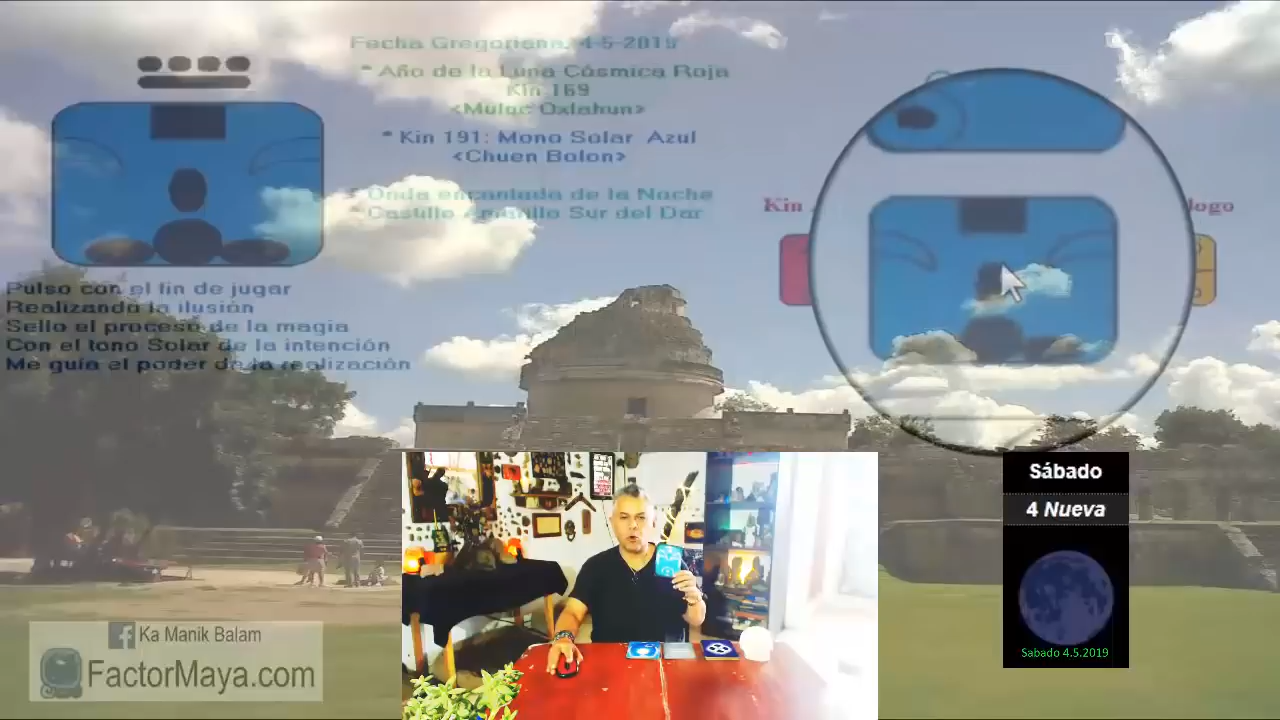 Fecha Gregoriana, 4-5-2019
* Año de la Luna Cósmica Roja
Kin 169
<Muluc Oxlahun>
* Kin 191: Mono Solar Azul
<Chuen Bolon>
* Onda encantada de la Noche
Castillo Amarillo Sur del Dar
Kin
logo
Pulso con el fin de jugar
Realizando la ilusión
Sello el proceso de la magia
Con el tono Solar de la intención
Me guía el poder de la realización
Sábado
4 Nueva
Sabado 4.5.2019
Ka Manik Balam
FactorMaya.com